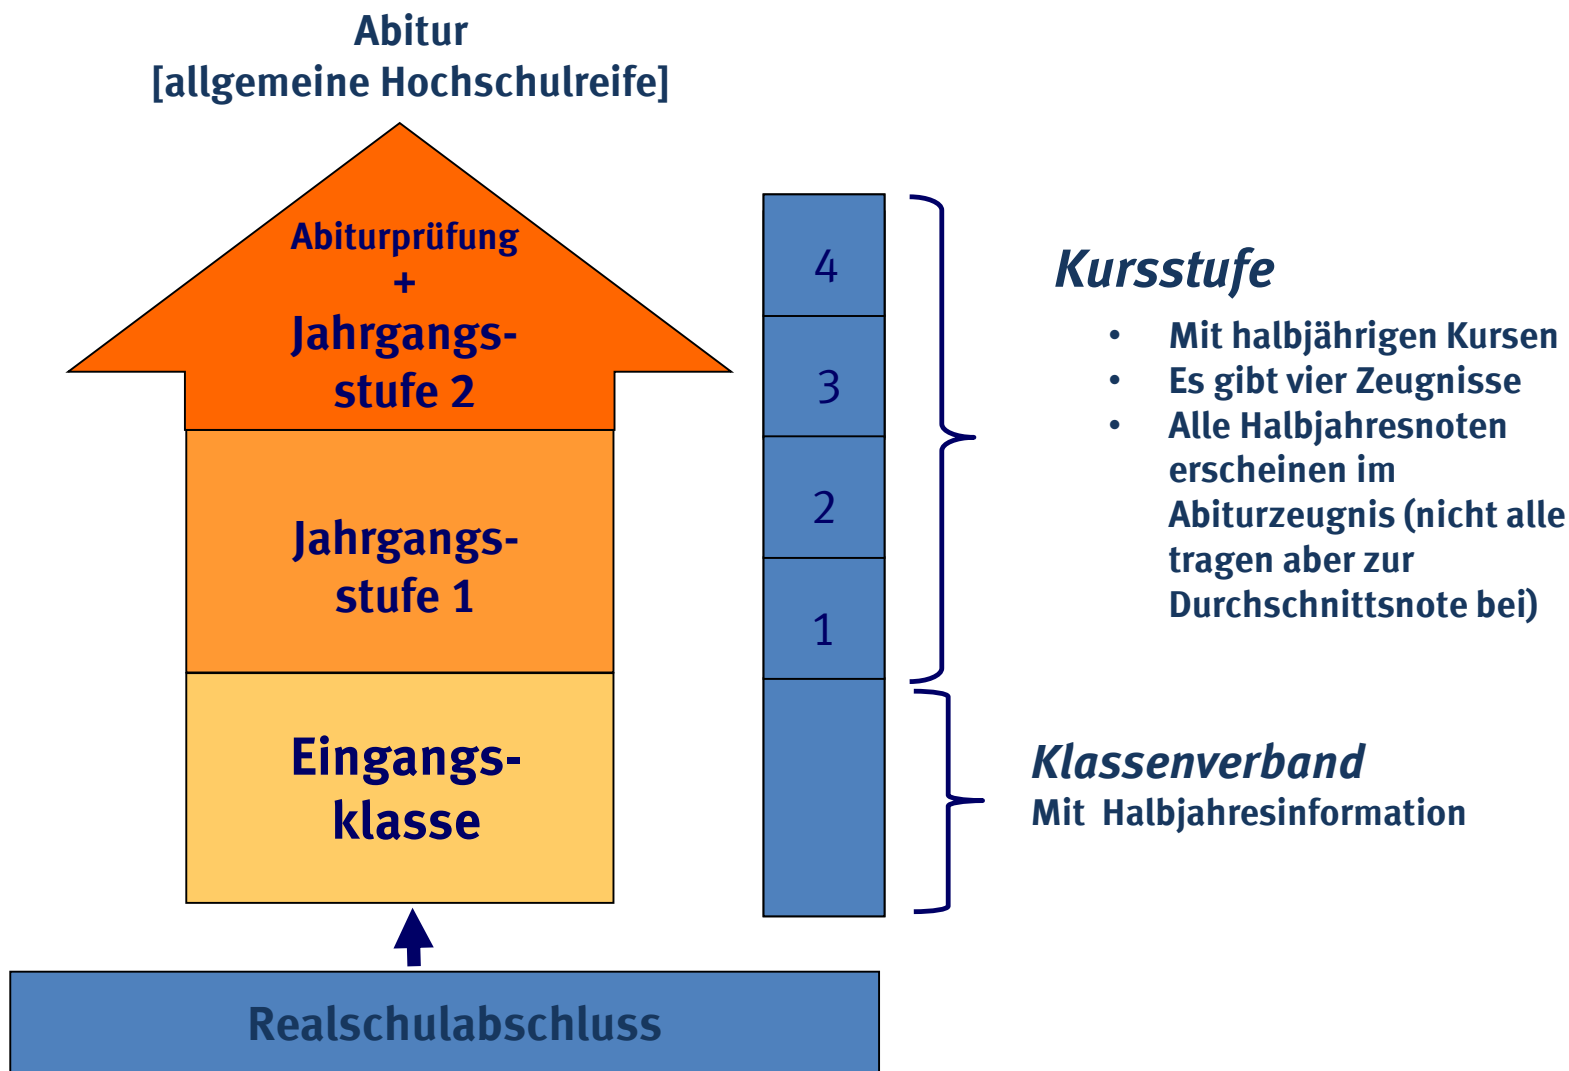 Abitur
[allgemeine Hochschulreife]
Abiturprüfung
+
Jahrgangs-
stufe 2
Jahrgangs-
stufe 1
Eingangs-
klasse
Realschulabschluss
4
3
2
1
Kursstufe
• Mit halbjährigen Kursen
• Es gibt vier Zeugnisse
• Alle Halbjahresnoten
erscheinen im
Abiturzeugnis (nicht alle
tragen aber zur
Durchschnittsnote bei)
Klassenverband
Mit Halbjahresinformation